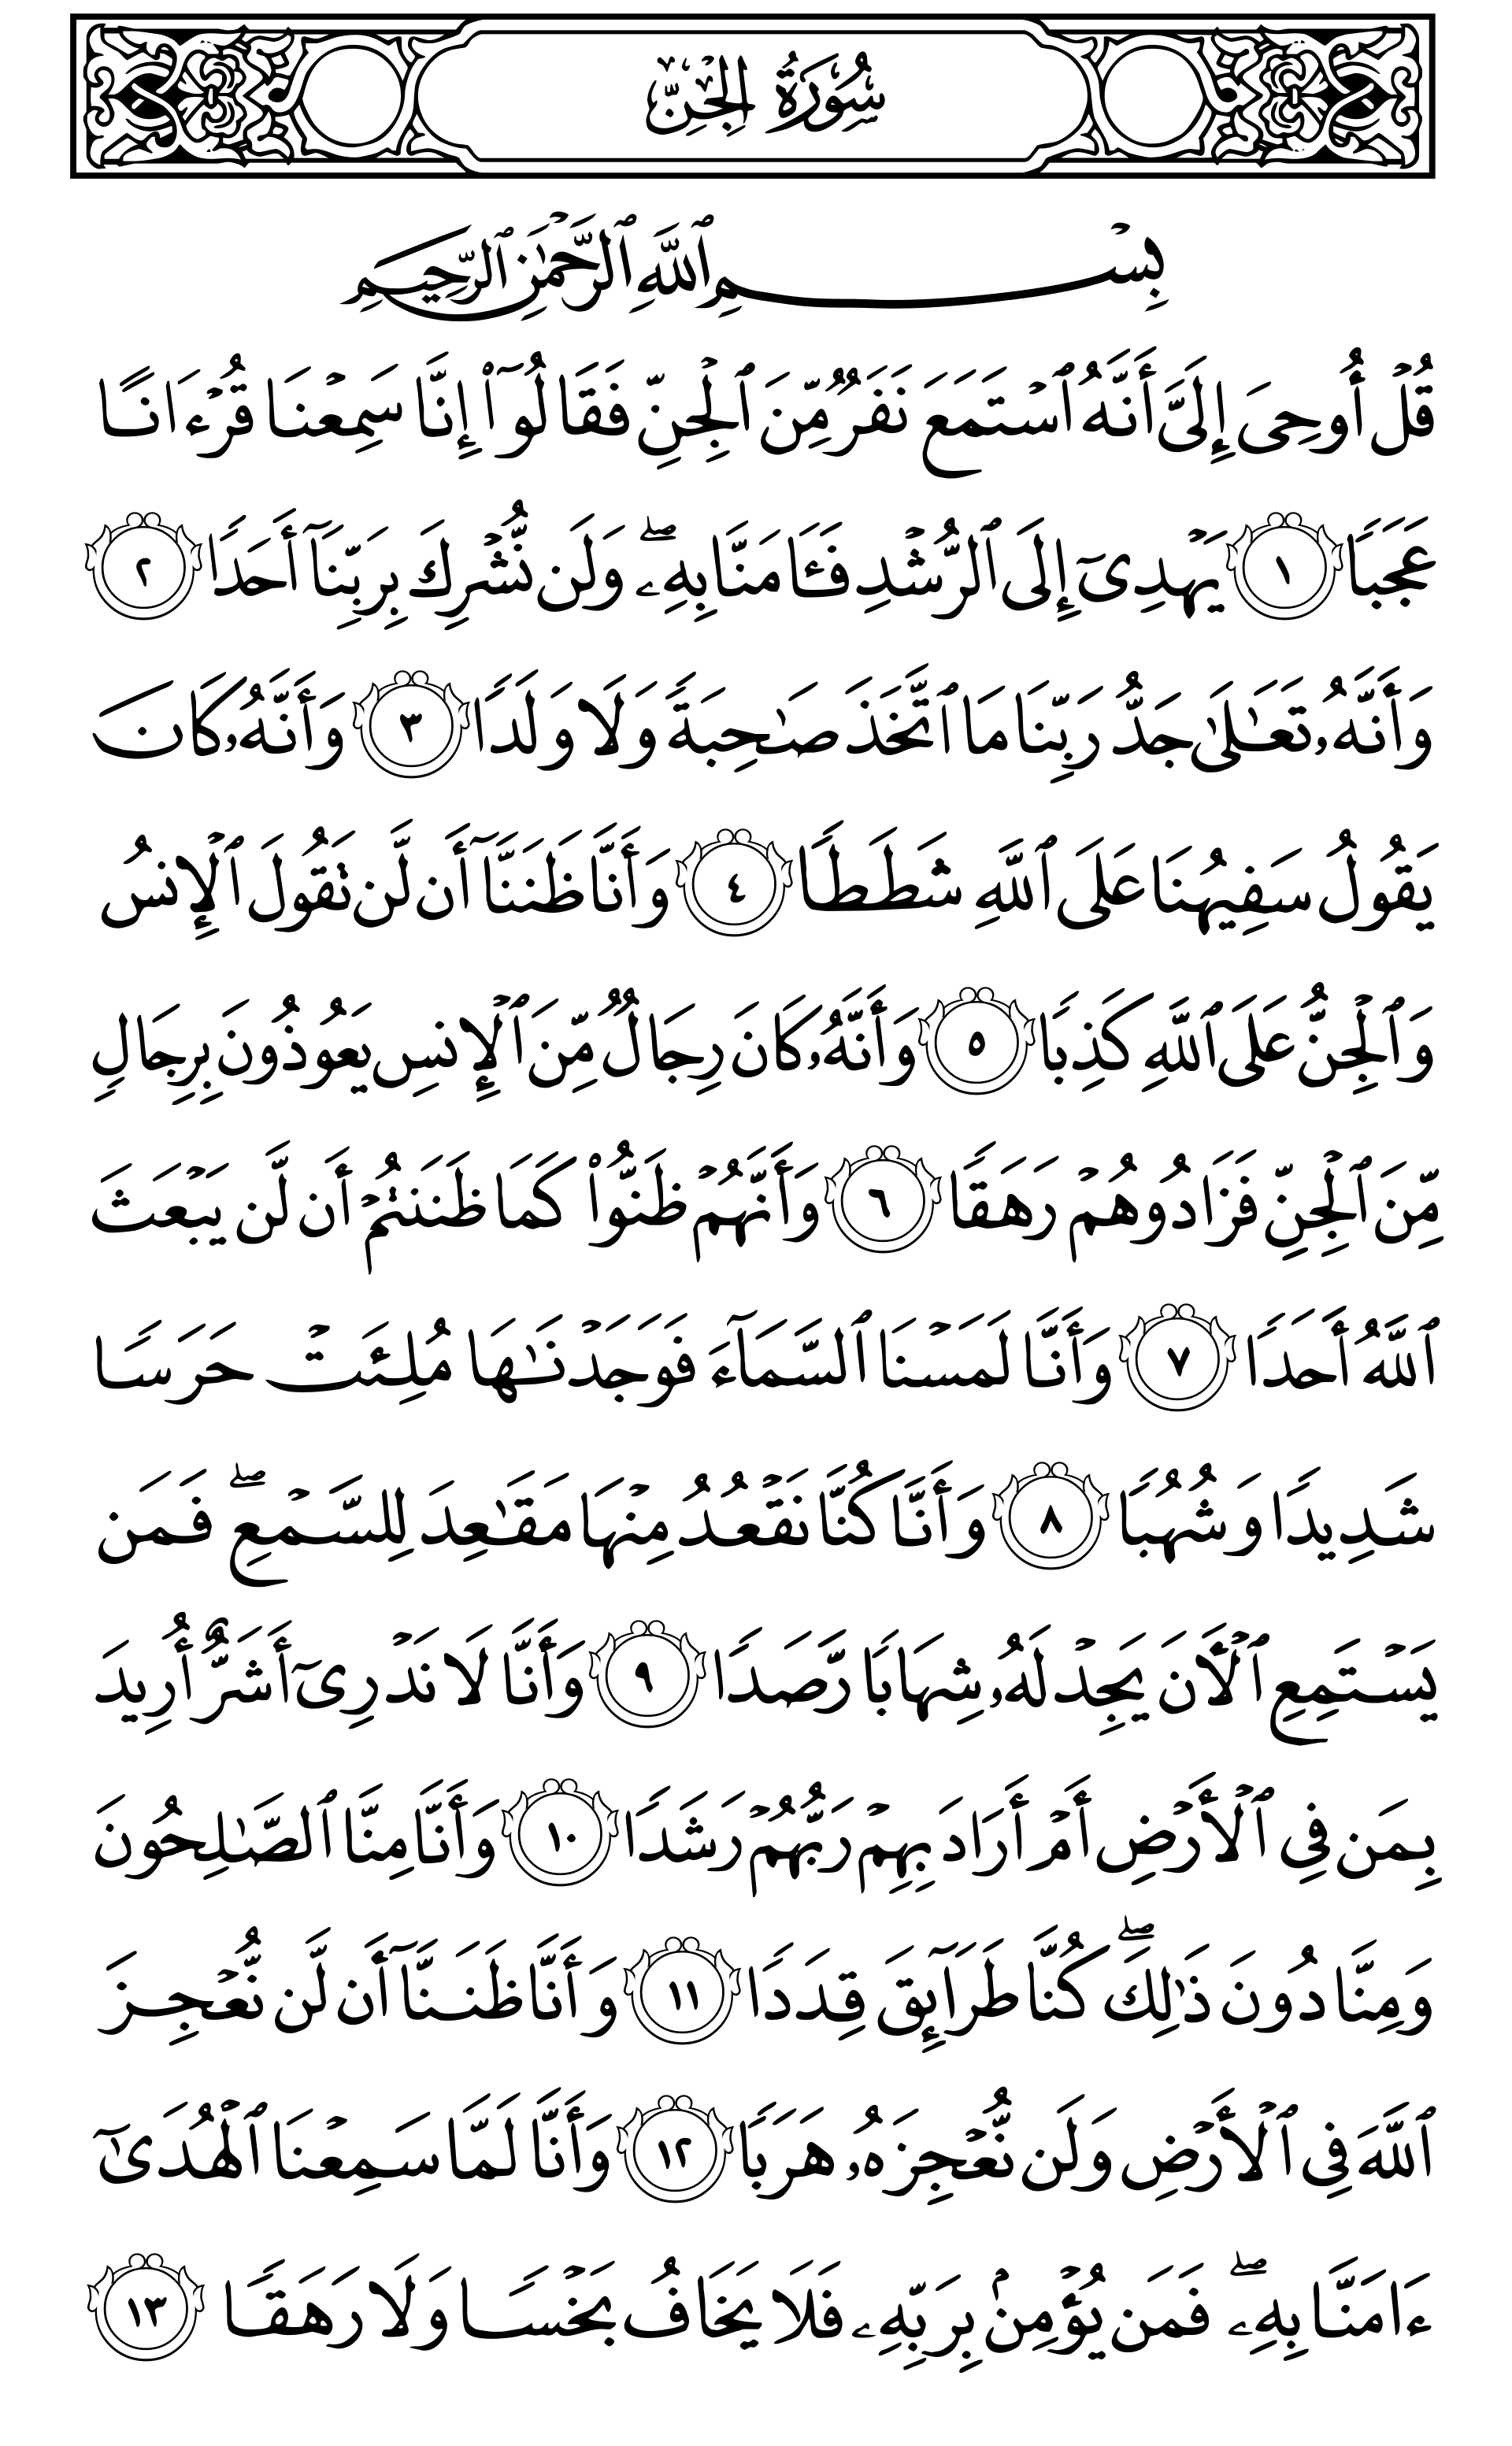 سُورَةُ الجِنِّ
بِسْمِ ٱللَّهِ ٱلرَّحْمَٰنِ ٱلرَّحِيمِ
قُلْ أُوحِىَ إِلَىَّ أَنَّهُ ٱسْتَمَعَ نَفَرٌ مِّنَ ٱلْجِنِّ فَقَالُوٓا۟ إِنَّا سَمِعْنَا قُرْءَانًا
عَجَبًا ١ يَهْدِىٓ إِلَى ٱلرُّشْدِ فَـَٔامَنَّا بِهِۦ ۖ وَلَن نُّشْرِكَ بِرَبِّنَآ أَحَدًا ٢
وَأَنَّهُۥ تَعَٰلَىٰ جَدُّ رَبِّنَا مَا ٱتَّخَذَ صَٰحِبَةً وَلَا وَلَدًا ٣ وَأَنَّهُۥ كَانَ
يَقُولُ سَفِيهُنَا عَلَى ٱللَّهِ شَطَطًا ٤ وَأَنَّا ظَنَنَّآ أَن لَّن تَقُولَ ٱلْإِنسُ
وَٱلْجِنُّ عَلَى ٱللَّهِ كَذِبًا ٥ وَأَنَّهُۥ كَانَ رِجَالٌ مِّنَ ٱلْإِنسِ يَعُوذُونَ بِرِجَالٍ
مِّنَ ٱلْجِنِّ فَزَادُوهُمْ رَهَقًا ٦ وَأَنَّهُمْ ظَنُّوا۟ كَمَا ظَنَنتُمْ أَن لَّن يَبْعَثَ
ٱللَّهُ أَحَدًا ٧ وَأَنَّا لَمَسْنَا ٱلسَّمَآءَ فَوَجَدْنَٰهَا مُلِئَتْ حَرَسًا
شَدِيدًا وَشُهُبًا ٨ وَأَنَّا كُنَّا نَقْعُدُ مِنْهَا مَقَٰعِدَ لِلسَّمْعِ ۖ فَمَن
يَسْتَمِعِ ٱلْـَٔانَ يَجِدْ لَهُۥ شِهَابًا رَّصَدًا ٩ وَأَنَّا لَا نَدْرِىٓ أَشَرٌّ أُرِيدَ
بِمَن فِى ٱلْأَرْضِ أَمْ أَرَادَ بِهِمْ رَبُّهُمْ رَشَدًا ١٠ وَأَنَّا مِنَّا ٱلصَّٰلِحُونَ
وَمِنَّا دُونَ ذَٰلِكَ ۖ كُنَّا طَرَآئِقَ قِدَدًا ١١ وَأَنَّا ظَنَنَّآ أَن لَّن نُّعْجِزَ
ٱللَّهَ فِى ٱلْأَرْضِ وَلَن نُّعْجِزَهُۥ هَرَبًا ١٢ وَأَنَّا لَمَّا سَمِعْنَا ٱلْهُدَىٰٓ
ءَامَنَّا بِهِۦ ۖ فَمَن يُؤْمِنۢ بِرَبِّهِۦ فَلَا يَخَافُ بَخْسًا وَلَا رَهَقًا ١٣